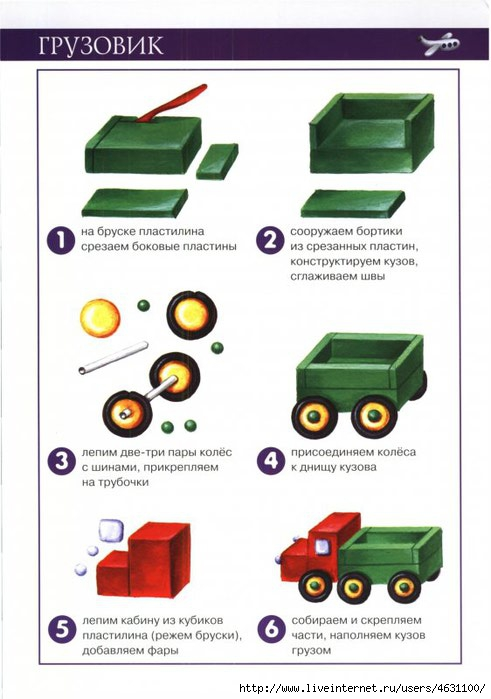 ГРУЗОВИК
1 на бруске пластилина
срезаем боковые пластины
2 сооружаем бортики
из срезанных пластин,
конструктируем кузов,
сглаживаем швы
3 лепим две-три пары колёс
с шинами, прикрепляем
на трубочки
4 присоединяем колёса
к днищу кузова
5 лепим кабину из кубиков
пластилина (режем бруски),
добавляем фары
6 собираем и скрепляем
части, наполняем кузов
грузом
http://www.liveinternet.ru/users/4631100/